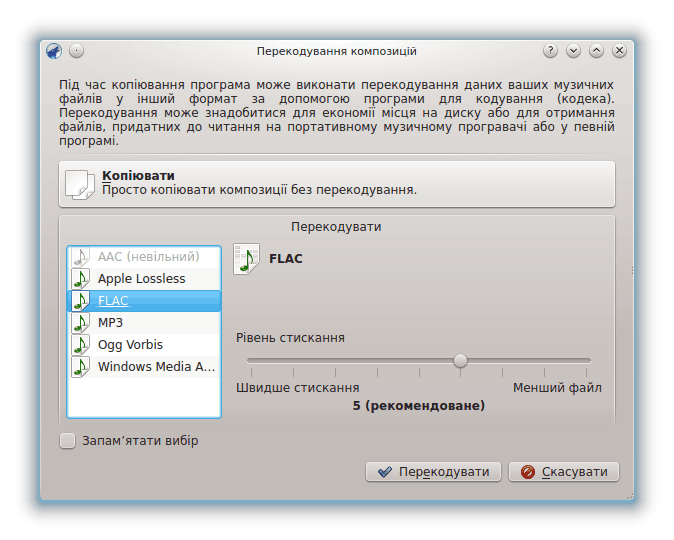 Перекодування композицій
Під час копіювання програма може виконати перекодування даних ваших музичних
файлів у інший формат за допомогою програми для кодування (кодека).
Перекодування може знадобитися для економії місця на диску або для отримання
файлів, придатних до читання на портативному музичному програвачі або у певній
програмі.
Копіювати
Просто копіювати композиції без перекодування.
Перекодувати
AAC (невільний)
Apple Lossless
FLAC
MP3
Ogg Vorbis
Windows Media A...
FLAC
Рівень стискання
Швидше стискання Менший файл
5 (рекомендоване)
Запам’ятати вибір
Перекодувати Скасувати